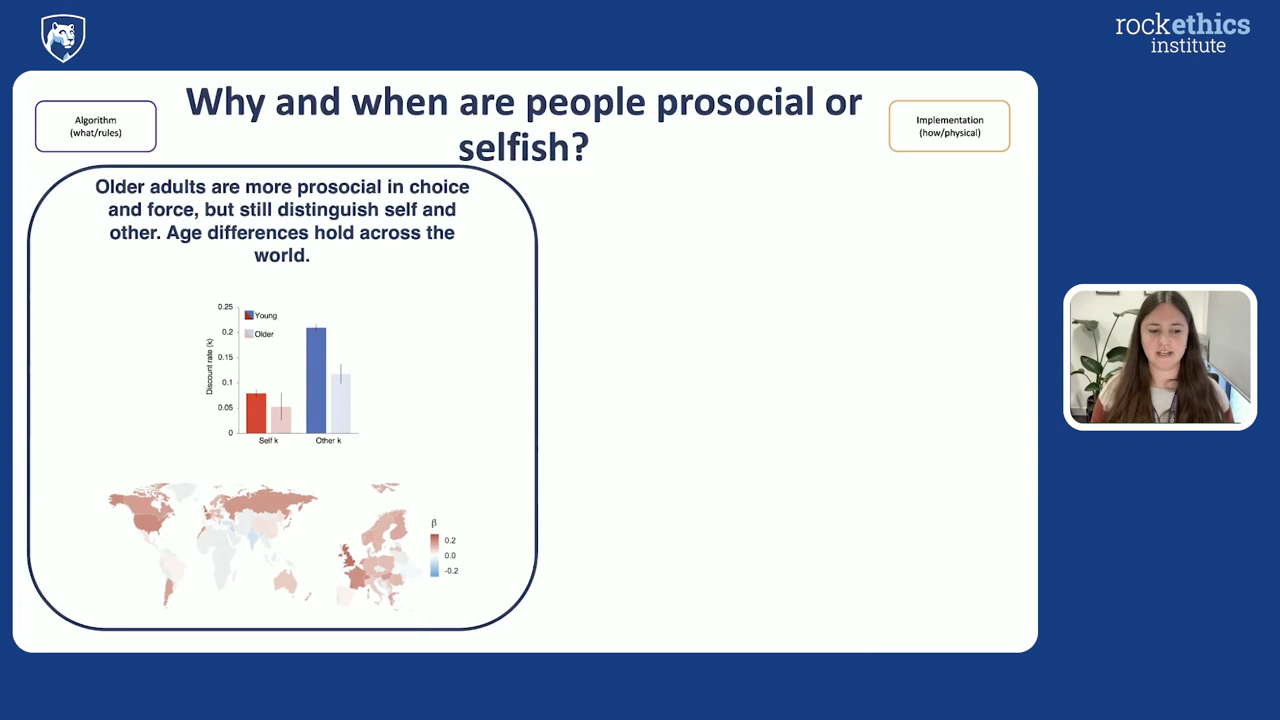 rockethics
institute
Why and when are people prosocial or
selfish?
Algorithm
(what/rules)
Implementation
(how/physical)
Older adults are more prosocial in choice
and force, but still distinguish self and
other. Age differences hold across the
world.
0.25
0.2
0.15
0.1
0.05
0
Discount rate (k)
Young
Older
Self k
Other k
β
0.2
0.0
-0.2